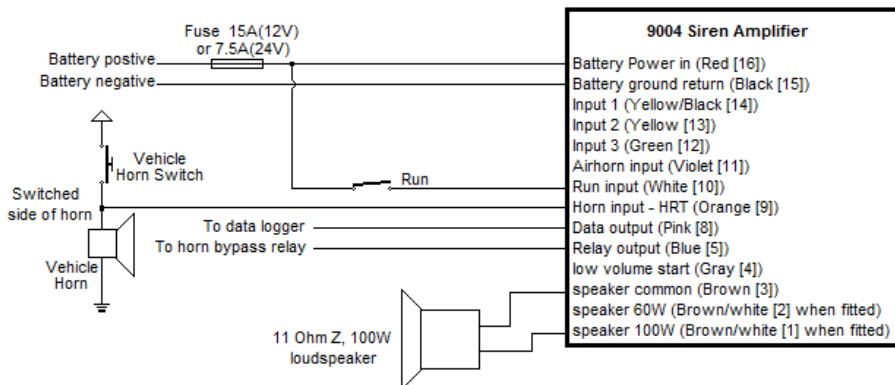 Fuse 15A(12V)
or 7.5A(24V)
Battery postive
Battery negative
Vehicle
Horn Switch
Switched
side of horn
Vehicle
Horn
Run
To data logger
To horn bypass relay
11 Ohm Z, 100W
loudspeaker
9004 Siren Amplifier
Battery Power in (Red [16])
Battery ground return (Black [15])
Input 1 (Yellow/Black [14])
Input 2 (Yellow [13])
Input 3 (Green [12])
Airhorn input (Violet [11])
Run input (White [10])
Horn input - HRT (Orange [9])
Data output (Pink [8])
Relay output (Blue [5])
low volume start (Gray [4])
speaker common (Brown [3])
speaker 60W (Brown/white [2] when fitted)
speaker 100W (Brown/white [1] when fitted)